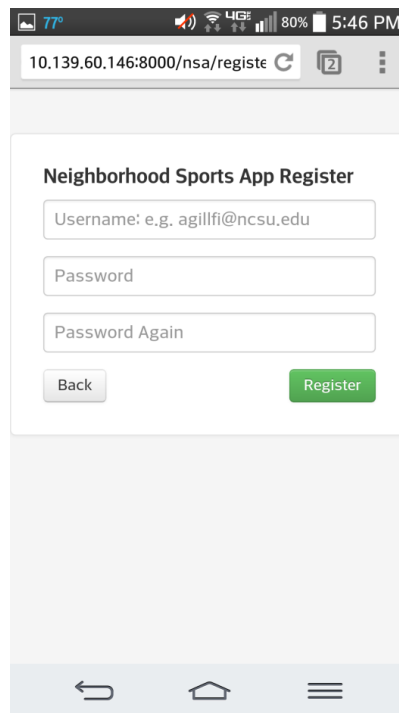 77° 4GE 80% 5:46 PM
10.139.60.146:8000/nsa/registe 2
Neighborhood Sports App Register
Username: e.g. agillfi@ncsu.edu
Password
Password Again
Back Register